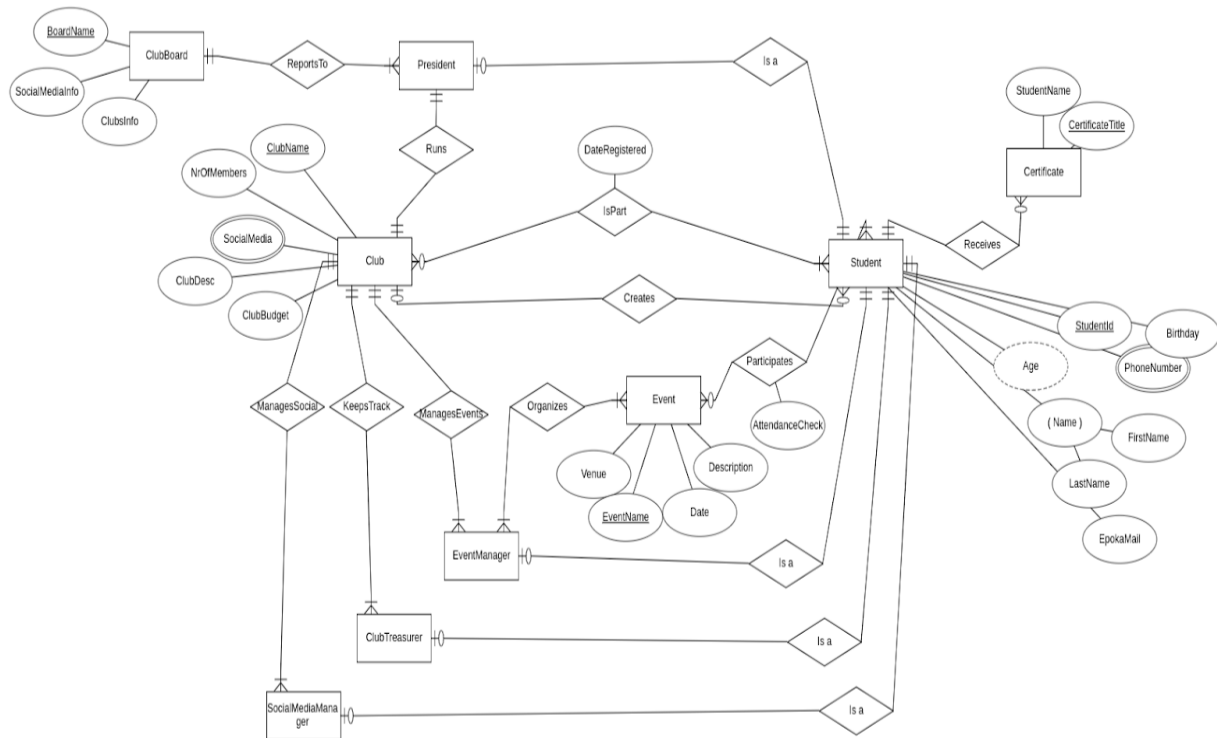 BoardName
ClubBoard
ReportsTo
President
Is a
SocialMediaInfo
ClubsInfo
StudentName
CertificateTitle
Certificate
ClubName
Runs
DateRegistered
NrOfMembers
IsPart
SocialMedia
Club
Student
Receives
ClubDesc
ClubBudget
Creates
StudentId
Birthday
Age
PhoneNumber
Participates
ManagesSocial
KeepsTrack
ManagesEvents
Organizes
Event
AttendanceCheck
( Name )
FirstName
Venue
Description
LastName
EventName
Date
EpokaMail
EventManager
Is a
ClubTreasurer
Is a
SocialMediaMana
ger
Is a